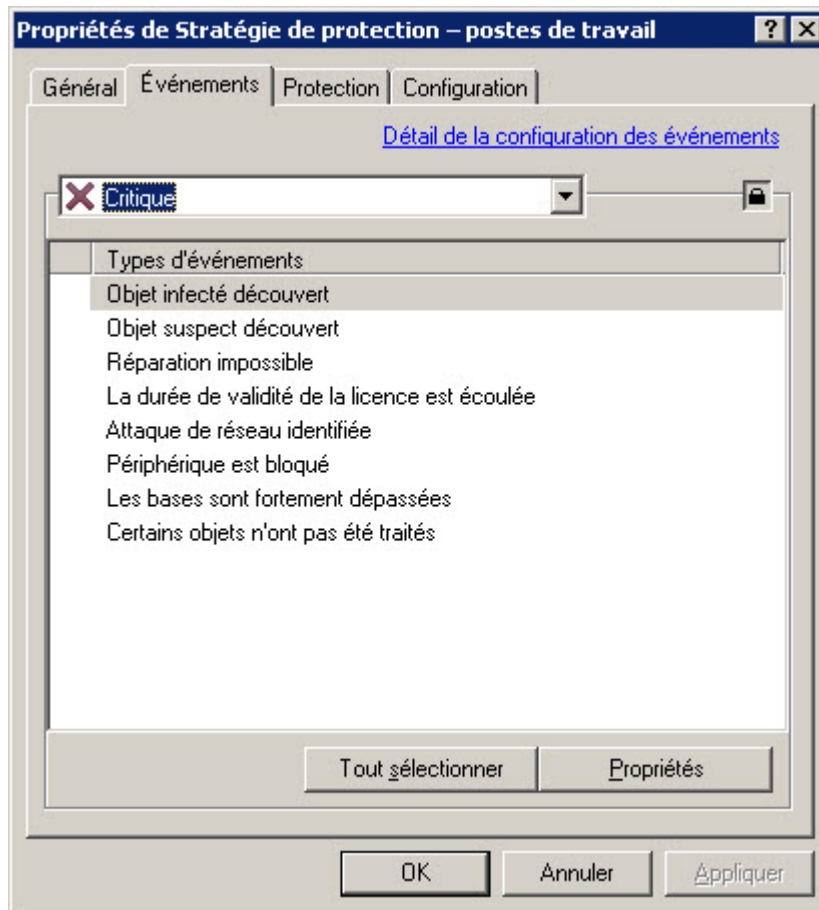 Propriétés de Stratégie de protection – postes de travail
Général Événements Protection Configuration
Détail de la configuration des événements
Critique
Types d'événements
Objet infecté découvert
Objet suspect découvert
Réparation impossible
La durée de validité de la licence est écoulée
Attaque de réseau identifiée
Périphérique est bloqué
Les bases sont fortement dépassées
Certains objets n'ont pas été traités
Tout sélectionner Propriétés
OK Annuler Appliquer